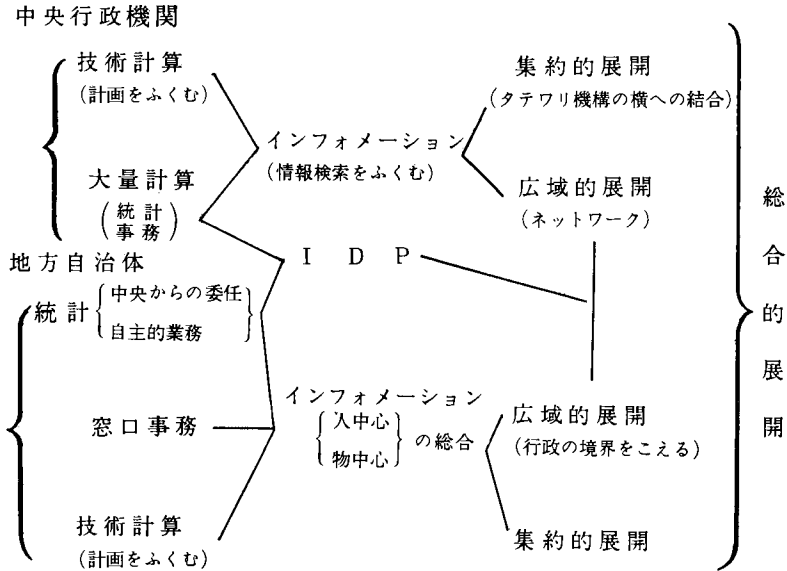 中央行政機関
技術計算
(計画をふくむ)
大量計算
(統計
事務)
地方自治体
統計{中央からの委任
自主的業務}
窓口事務
技術計算
(計画をふくむ)
インフォメーション
(情報検索をふくむ)
I D P
インフォメーション
{人中心
物中心}の総合
集約的展開
(タテワリ機構の横への結合)
広域的展開
(ネットワーク)
広域的展開
(行政の境界をこえる)
集約的展開
総合的展開